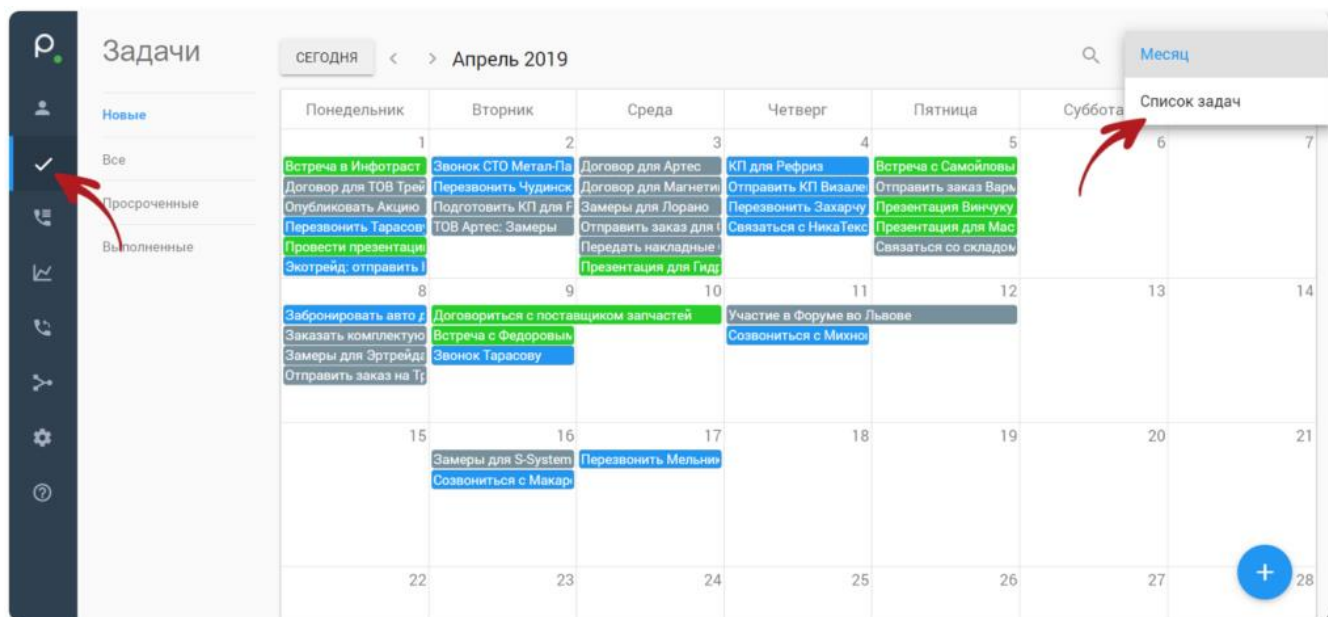 р.
Задачи
Новые
Все
Просроченные
Выполненные
СЕГОДНЯ < > Апрель 2019
Месяц
Список задач
Понедельник Вторник Среда Четверг Пятница Суббота
1 2 3 4 5 6 7
Встреча в Инфотраст Звонок СТО Метал-Па Договор для Артес КП для Рефриз Встреча с Самойловы
Договор для ТОВ Трей Перезвонить Чудинск Договор для Магнети Отправить КП Визале Отправить заказ Варм
Опубликовать Акцию Подготовить КП для Замеры для Лорано Перезвонить Захарчу Презентация Винчуку
Перезвонить Тарасов ТОВ Артес: Замеры Отправить заказ для Связаться с НикаТекс Презентация для Мас
Провести презентаци Передать накладные Связаться со складом
Экотрейд: отправить Презентация для Гидр
8 9 10 11 12 13 14
Забронировать авто Договориться с поставщиком запчастей Участие в Форуме во Львове
Заказать комплектую Встреча с Федоровым Созвониться с Михно
Замеры для Эртрейда Звонок Тарасову
Отправить заказ на Тр
15 16 17 18 19 20 21
Замеры для S-System Перезвонить Мельник
Созвониться с Макар
22 23 24 25 26 27 28